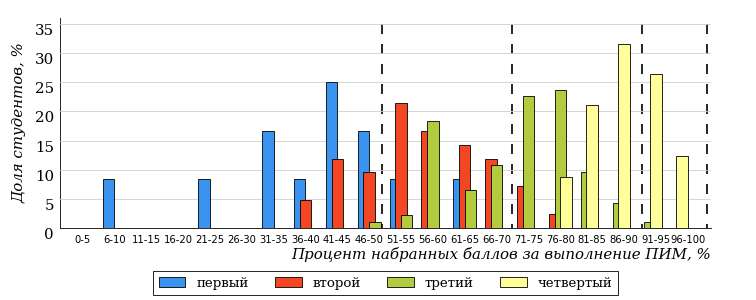 Доля студентов, %
35
30
25
20
15
10
5
0
0-5 6-10 11-15 16-20 21-25 26-30 31-35 36-40 41-45 46-50 51-55 56-60 61-65 66-70 71-75 76-80 81-85 86-90 91-95 96-100
Процент набранных баллов за выполнение ПИМ, %
первый второй третий четвертый